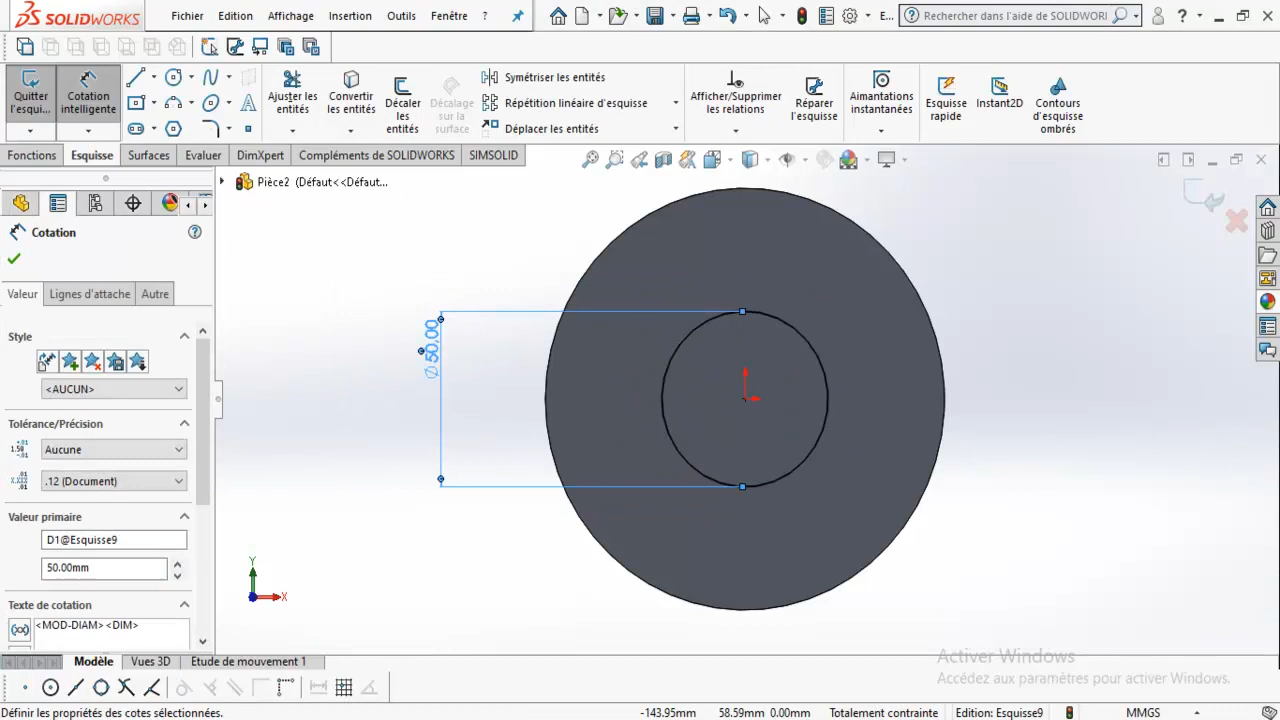 SOLIDWORKS
Fichier Edition Affichage Insertion Outils Fenêtre ? E... Rechercher dans l'aide de SOLIDWORI ?
Quitter l'esqui...
Cotation intelligente
Ajuster les entités
Convertir les entités
Décaler les entités
Décalage sur la surface
Symétriser les entités
Répétition linéaire d'esquisse
Déplacer les entités
Afficher/Supprimer les relations
Réparer l'esquisse
Aimantations instantanées
Esquisse rapide
Instant2D
Contours d'esquisse ombrés
Fonctions Esquisse Surfaces Evaluer DimXpert Compléments de SOLIDWORKS SIMSOLID
Pièce2 (Défaut<<Défaut...
Cotation
Valeur Lignes d'attache Autre
Style
<AUCUN>
Tolérance/Précision
Aucune
.12 (Document)
Valeur primaire
D1@Esquisse9
50.00mm
Texte de cotation
<MOD-DIAM><DIM>
∅50.00
Y
X
Activer Windows
Accédez aux paramètres pour activer Windows.
Modèle Vues 3D Etude de mouvement 1
Définir les propriétés des cotes sélectionnées. -143.95mm 58.59mm 0.00mm Totalement contrainte Edition: Esquisse9 MMGS